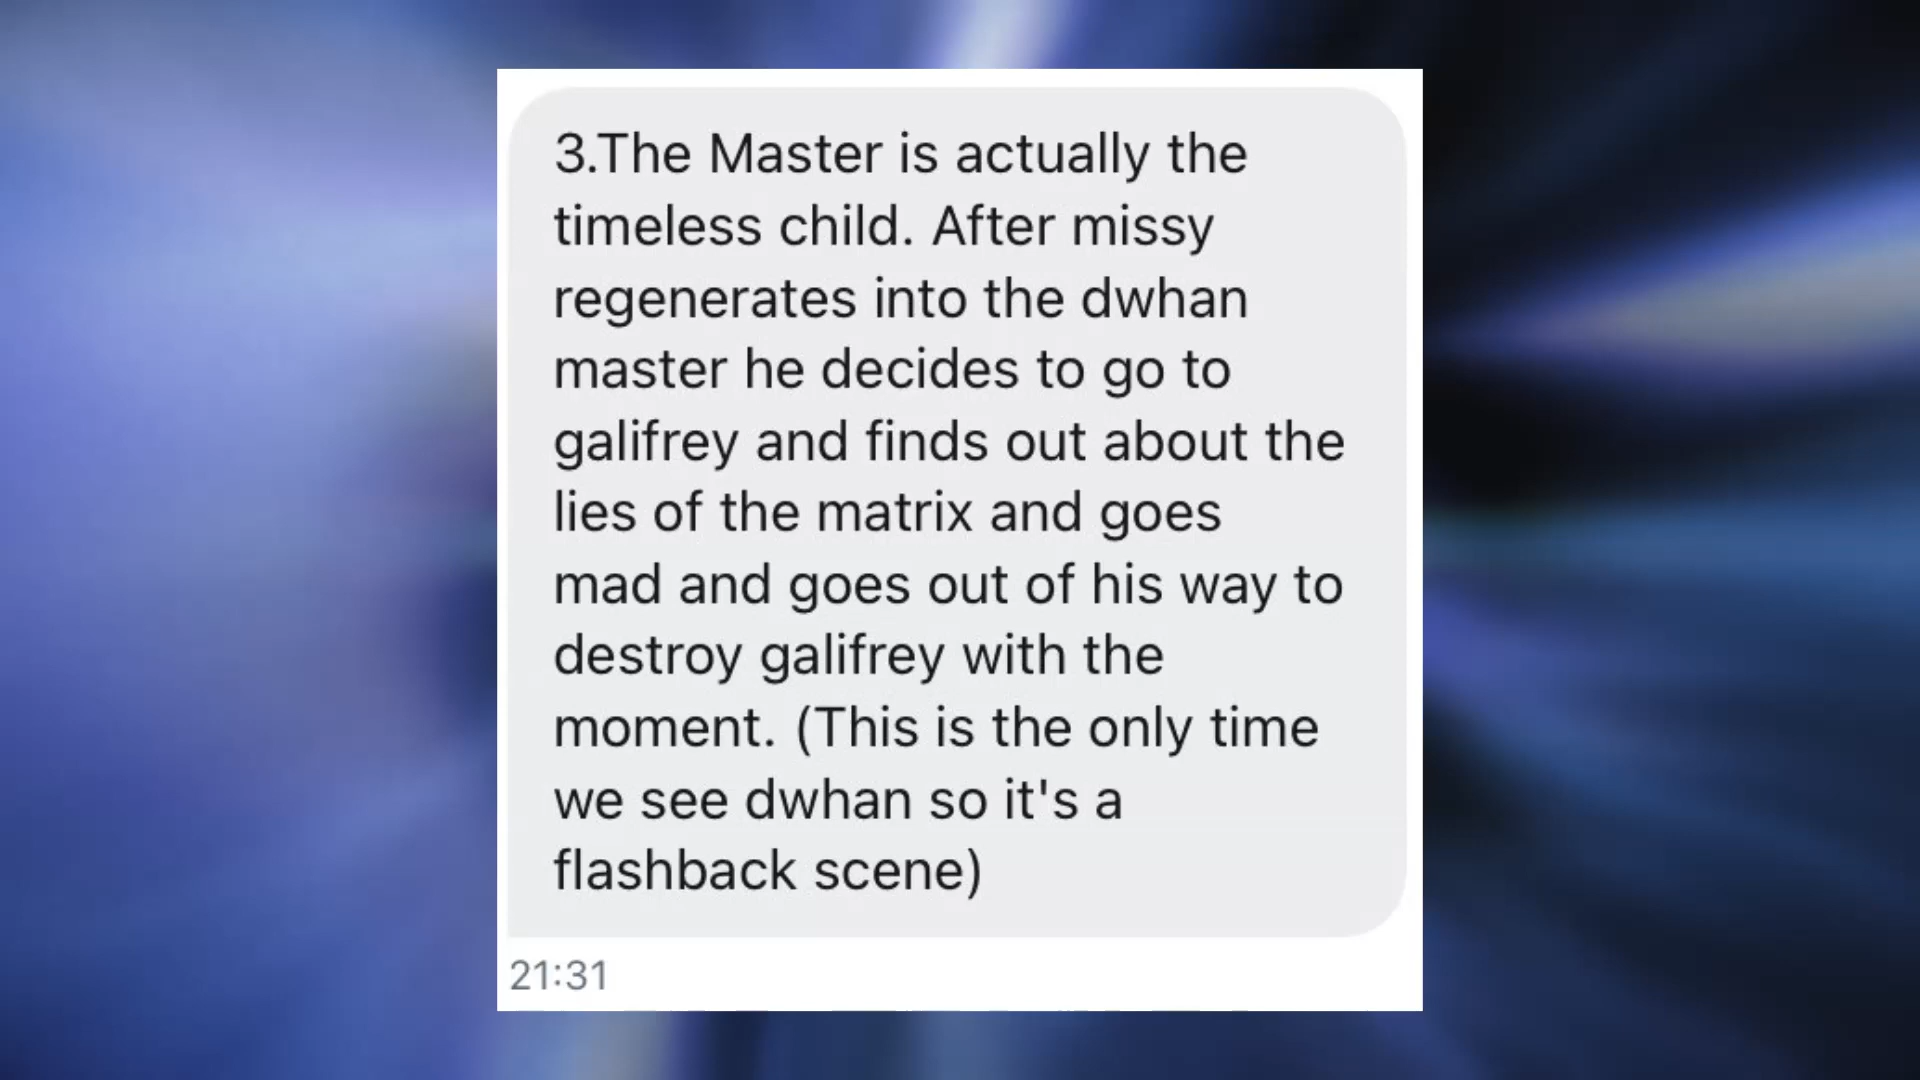 3.The Master is actually the
timeless child. After missy
regenerates into the dwhan
master he decides to go to
galifrey and finds out about the
lies of the matrix and goes
mad and goes out of his way to
destroy galifrey with the
moment. (This is the only time
we see dwhan so it's a
flashback scene)
21:31